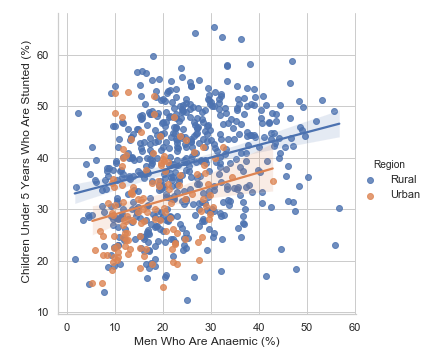 Children Under 5 Years Who Are Stunted (%)
60
50
40
30
20
10
0 10 20 30 40 50 60
Men Who Are Anaemic (%)
Region
Rural
Urban